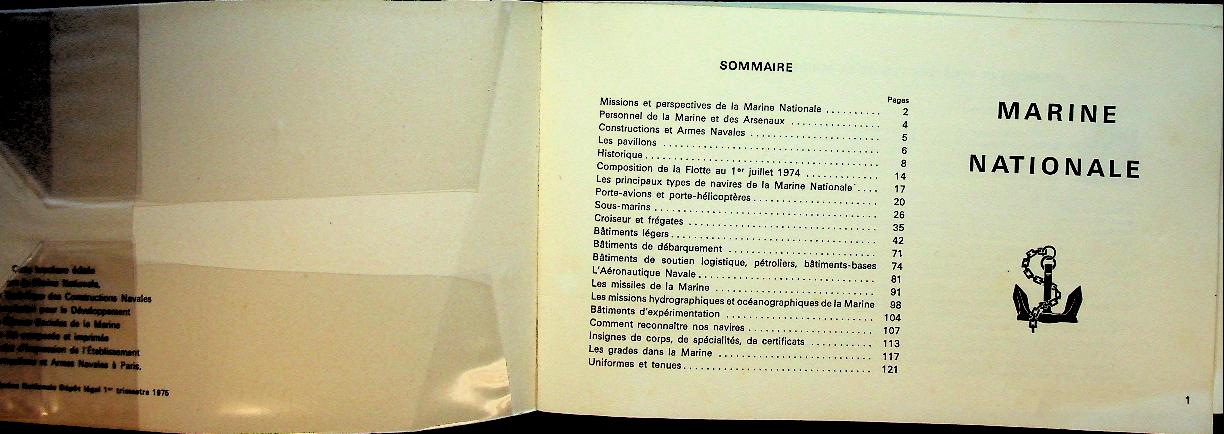 Nationale,
des Constructions Navales
pour le Développement
de la Marine
composée et imprimée
d'Impression de l'Établissement
et Armes Navales à Paris,
Nationale Dépôt légal 1er trimestre 1975
SOMMAIRE
Pages
Missions et perspectives de la Marine Nationale .......... 2
Personnel de la Marine et des Arsenaux .......... 4
Constructions et Armes Navales .......... 5
Les pavillons .......... 6
Historique .......... 8
Composition de la Flotte au 1er juillet 1974 .......... 14
Les principaux types de navires de la Marine Nationale .... 17
Porte-avions et porte-hélicoptères .......... 20
Sous-marins .......... 26
Croiseur et frégates .......... 35
Bâtiments légers .......... 42
Bâtiments de débarquement .......... 71
Bâtiments de soutien logistique, pétroliers, bâtiments-bases 74
L'Aéronautique Navale .......... 81
Les missiles de la Marine .......... 91
Les missions hydrographiques et océanographiques de la Marine 98
Bâtiments d'expérimentation .......... 104
Comment reconnaître nos navires .......... 107
Insignes de corps, de spécialités, de certificats .......... 113
Les grades dans la Marine .......... 117
Uniformes et tenues .......... 121
MARINE
NATIONALE
1